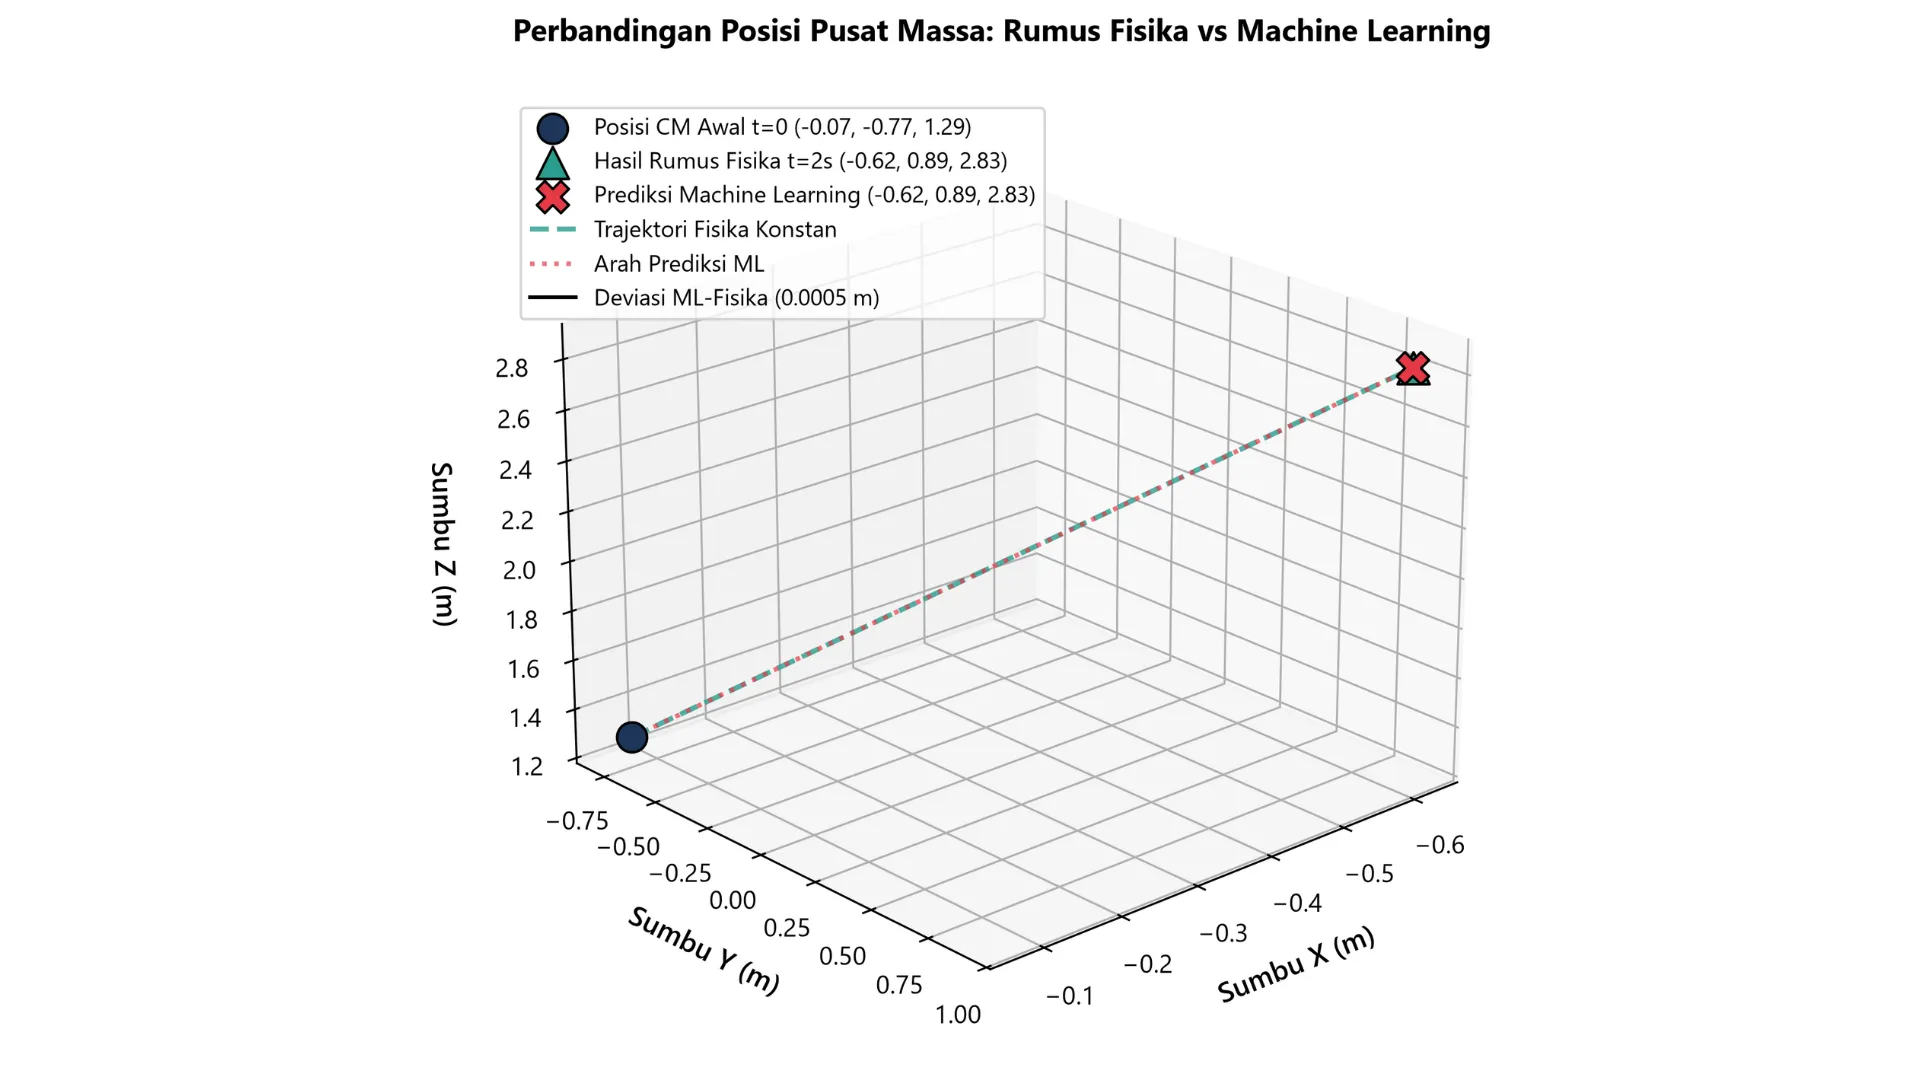 Perbandingan Posisi Pusat Massa: Rumus Fisika vs Machine Learning
Posisi CM Awal t=0 (-0.07, -0.77, 1.29)
Hasil Rumus Fisika t=2s (-0.62, 0.89, 2.83)
Prediksi Machine Learning (-0.62, 0.89, 2.83)
Trajektori Fisika Konstan
Arah Prediksi ML
Deviasi ML-Fisika (0.0005 m)
2.8
2.6
2.4
2.2
2.0
1.8
1.6
1.4
1.2
Sumbu Z (m)
−0.75
−0.50
−0.25
0.00
0.25
0.50
0.75
1.00
Sumbu Y (m)
−0.6
−0.5
−0.4
−0.3
−0.2
−0.1
Sumbu X (m)